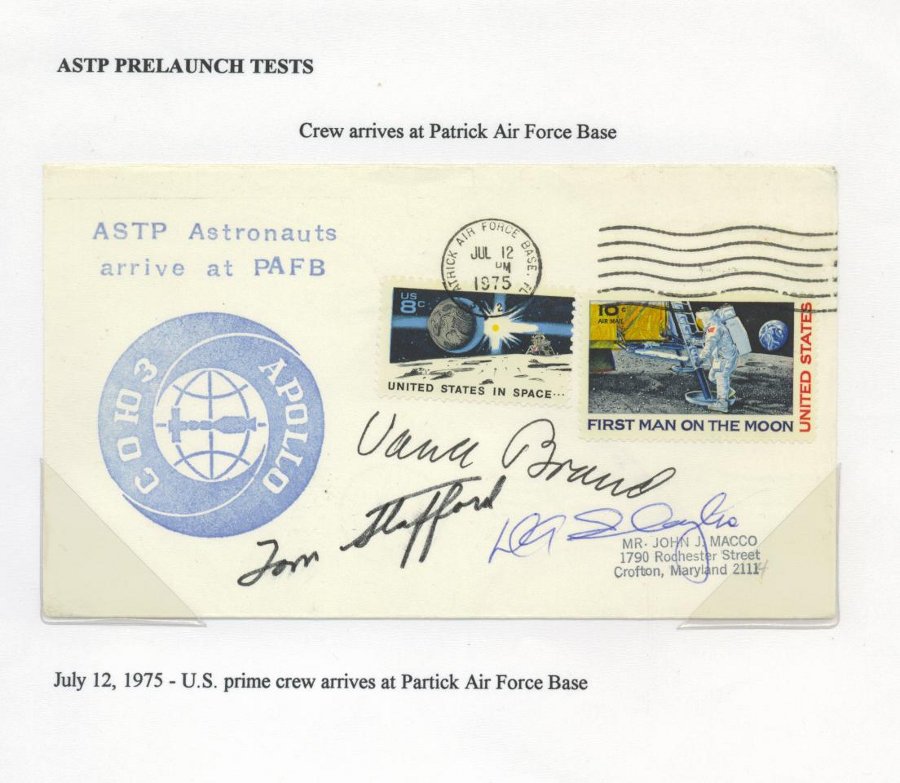 ASTP PRELAUNCH TESTS
Crew arrives at Patrick Air Force Base
ASTP Astronauts
arrive at PAFB
PATRICK AIR FORCE BASE, FL
JUL 12
PM
1975
US
8c
UNITED STATES IN SPACE...
10c
AIR MAIL
UNITED STATES
FIRST MAN ON THE MOON
СОЮЗ
APOLLO
Vance Brand
Tom Stafford
MR. JOHN J. MACCO
1790 Rochester Street
Crofton, Maryland 21114
July 12, 1975 - U.S. prime crew arrives at Partick Air Force Base